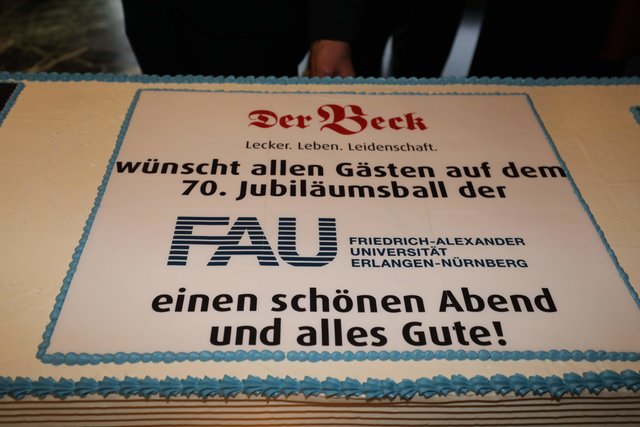 Der Beck
Lecker. Leben. Leidenschaft.
wünscht allen Gästen auf dem
70. Jubiläumsball der
FAU
FRIEDRICH-ALEXANDER
UNIVERSITÄT
ERLANGEN-NÜRNBERG
einen schönen Abend
und alles Gute!